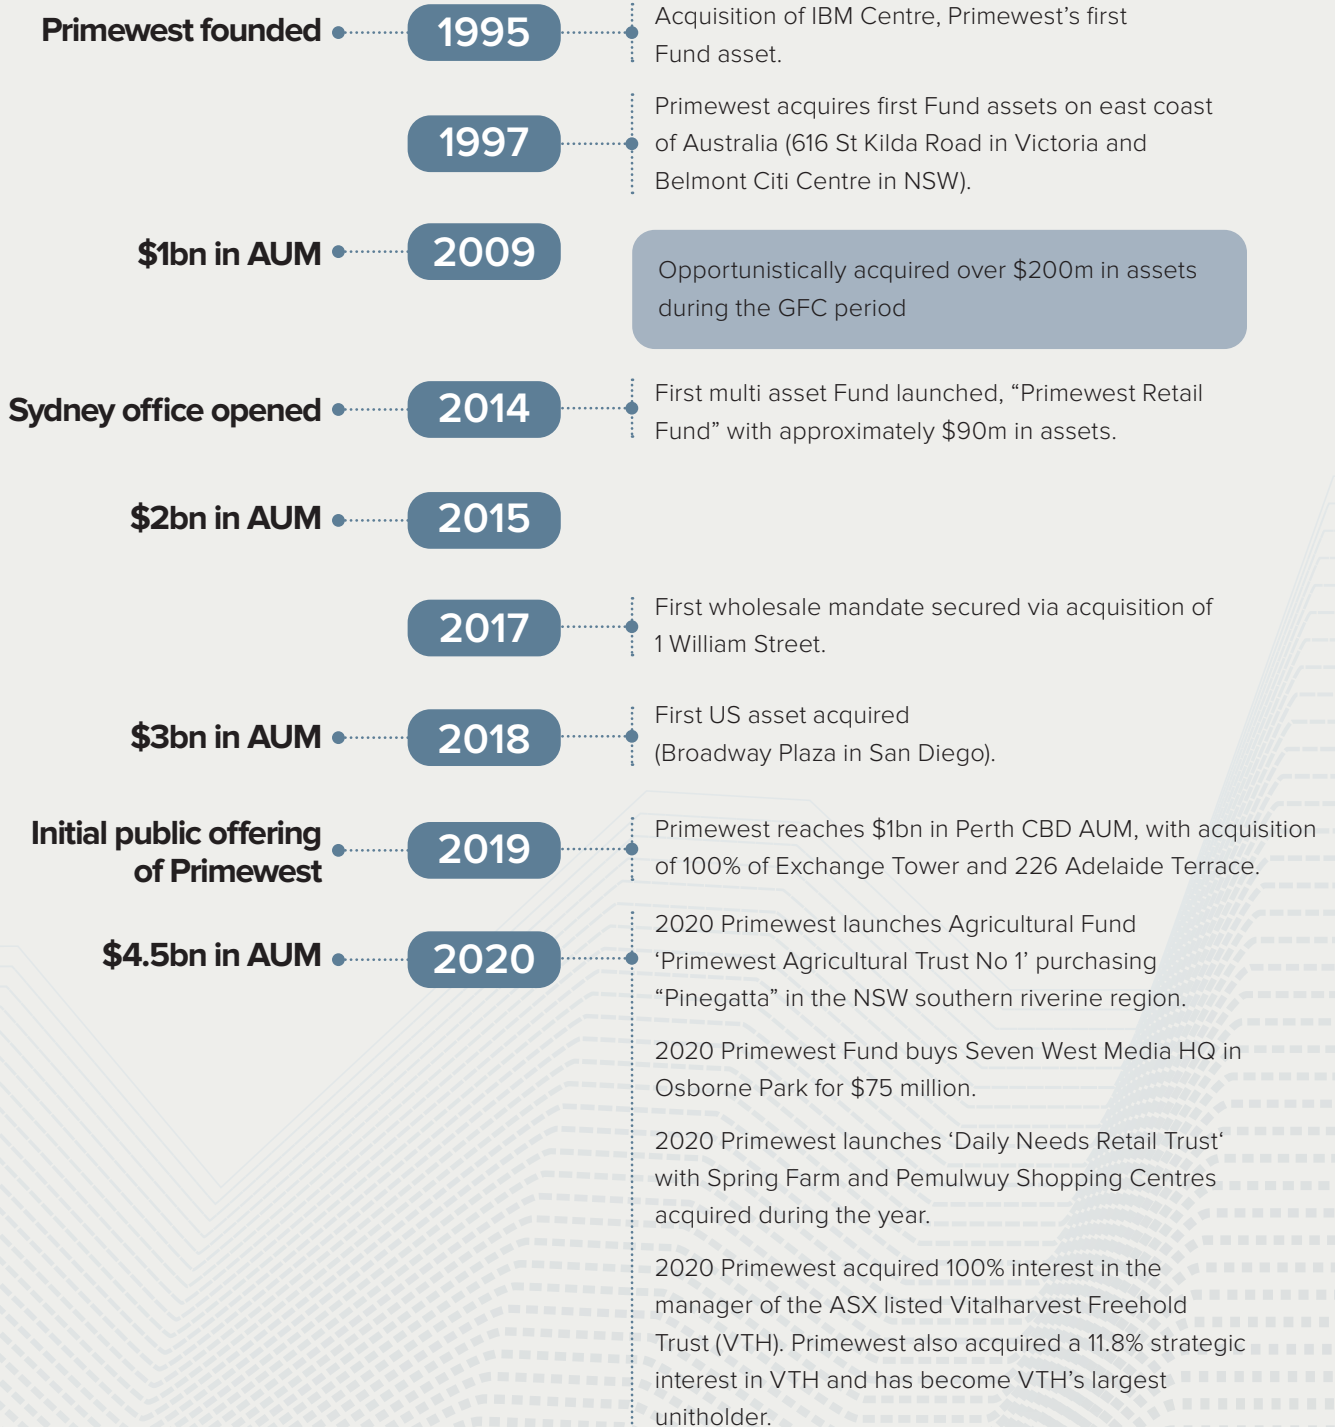 Primewest founded
1995
Acquisition of IBM Centre, Primewest’s first
Fund asset.
1997
Primewest acquires first Fund assets on east coast
of Australia (616 St Kilda Road in Victoria and
Belmont Citi Centre in NSW).
$1bn in AUM
2009
Opportunistically acquired over $200m in assets
during the GFC period
Sydney office opened
2014
First multi asset Fund launched, “Primewest Retail
Fund” with approximately $90m in assets.
$2bn in AUM
2015
2017
First wholesale mandate secured via acquisition of
1 William Street.
$3bn in AUM
2018
First US asset acquired
(Broadway Plaza in San Diego).
Initial public offering
of Primewest
2019
Primewest reaches $1bn in Perth CBD AUM, with acquisition
of 100% of Exchange Tower and 226 Adelaide Terrace.
$4.5bn in AUM
2020
2020 Primewest launches Agricultural Fund
‘Primewest Agricultural Trust No 1’ purchasing
“Pinegatta” in the NSW southern riverine region.
2020 Primewest Fund buys Seven West Media HQ in
Osborne Park for $75 million.
2020 Primewest launches ‘Daily Needs Retail Trust‘
with Spring Farm and Pemulwuy Shopping Centres
acquired during the year.
2020 Primewest acquired 100% interest in the
manager of the ASX listed Vitalharvest Freehold
Trust (VTH). Primewest also acquired a 11.8% strategic
interest in VTH and has become VTH’s largest
unitholder.